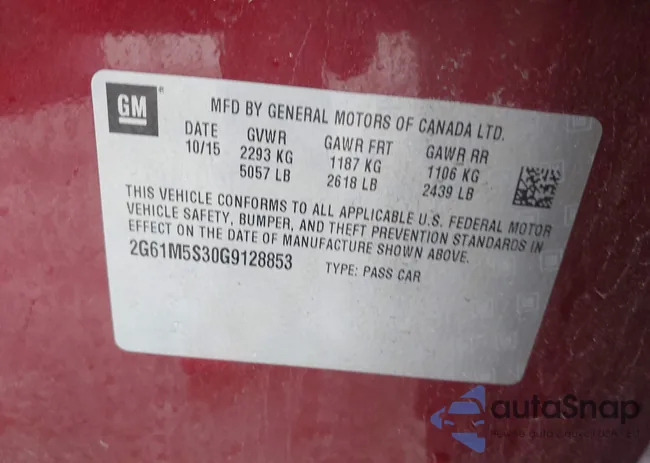 GM
MFD BY GENERAL MOTORS OF CANADA LTD.
DATE GVWR GAWR FRT GAWR RR
10/15 2293 KG 1187 KG 1106 KG
5057 LB 2618 LB 2439 LB
THIS VEHICLE CONFORMS TO ALL APPLICABLE U.S. FEDERAL MOTOR
VEHICLE SAFETY, BUMPER, AND THEFT PREVENTION STANDARDS IN
EFFECT ON THE DATE OF MANUFACTURE SHOWN ABOVE.
2G61M5S30G9128853 TYPE: PASS CAR
autaSnap